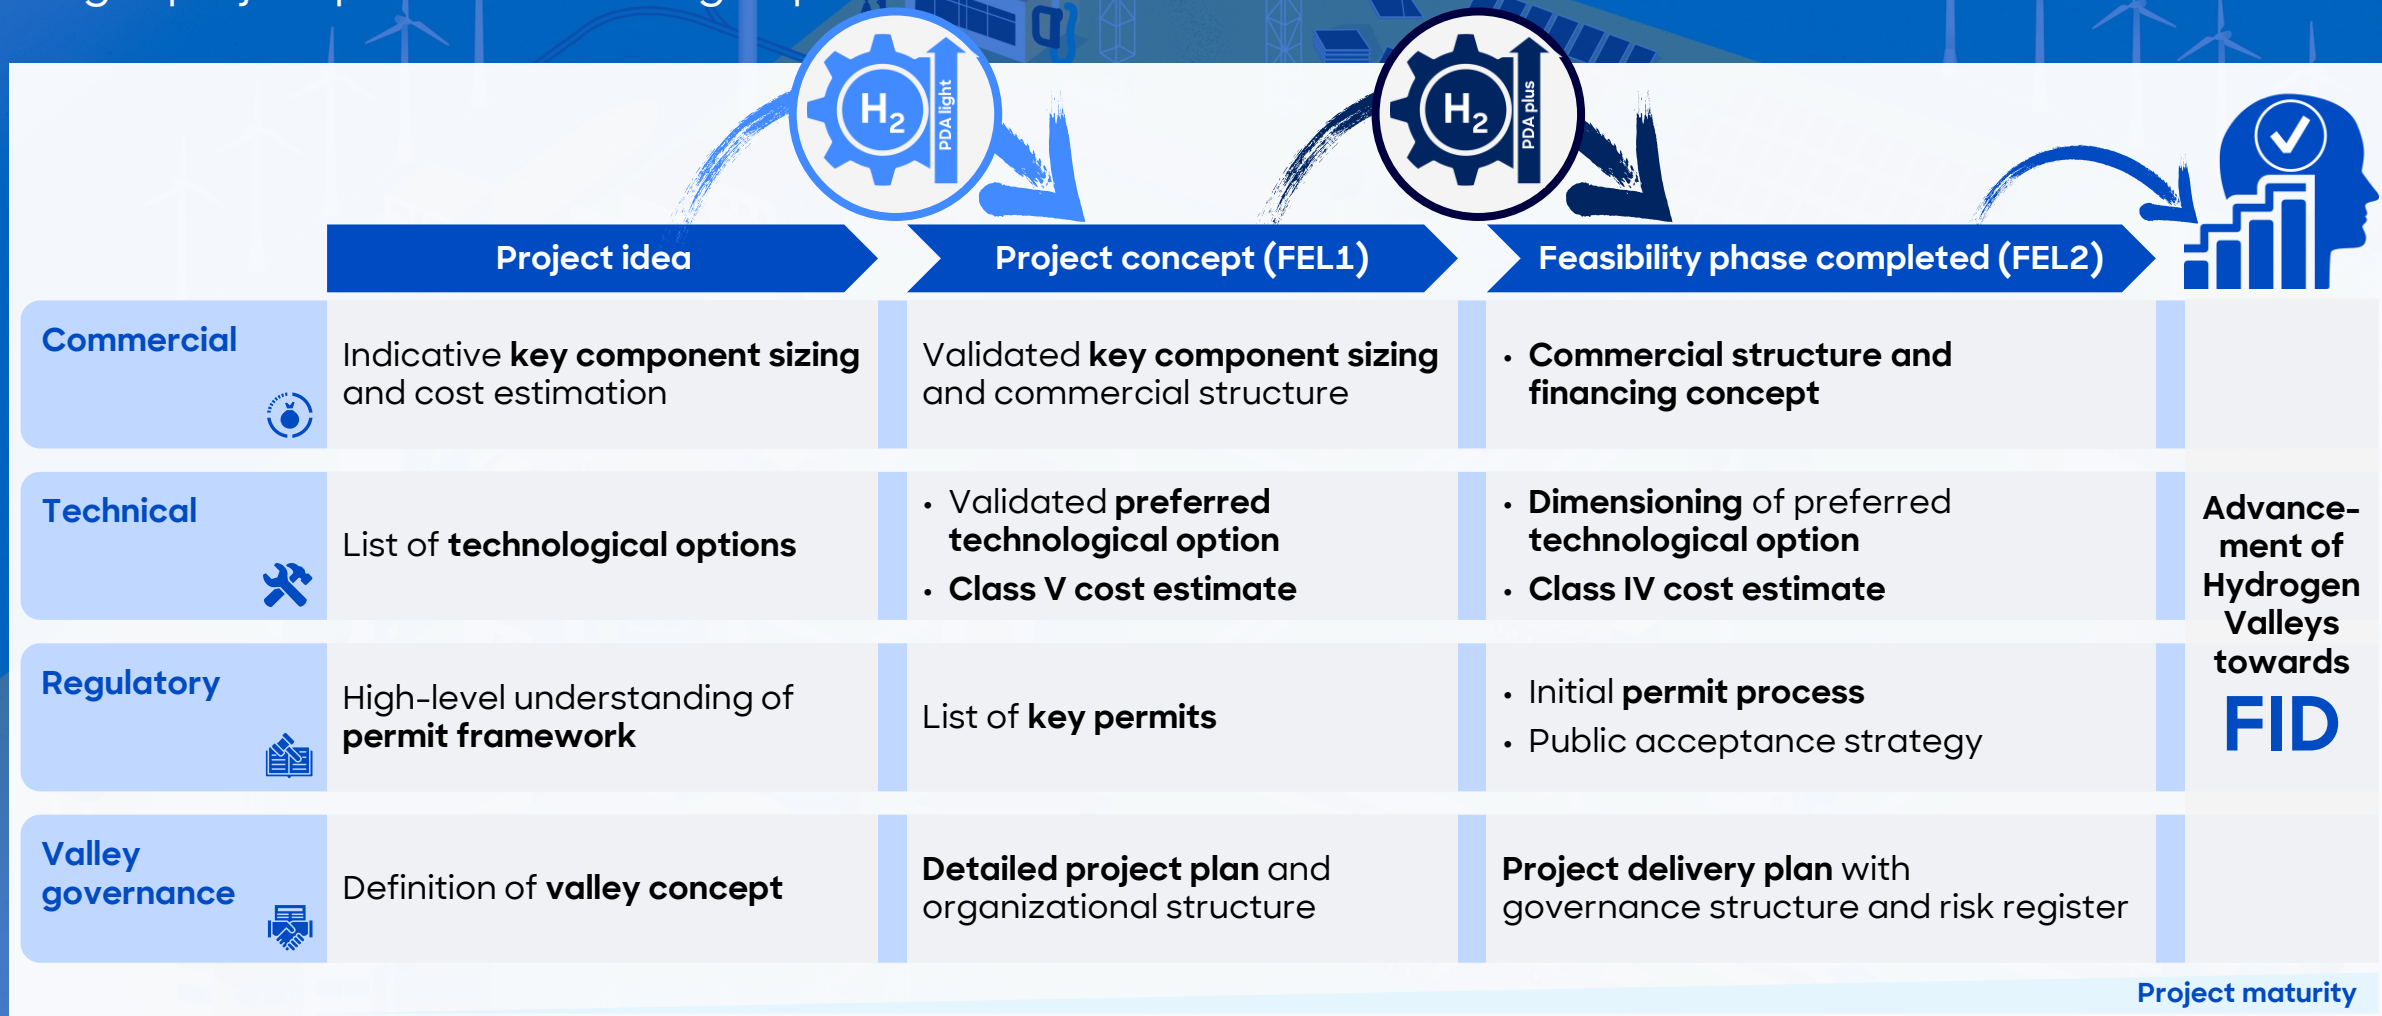 H2
PDA light
H2
PDA plus
Project idea
Project concept (FEL1)
Feasibility phase completed (FEL2)
Commercial
Indicative key component sizing
and cost estimation
Validated key component sizing
and commercial structure
• Commercial structure and
financing concept
Technical
List of technological options
• Validated preferred
technological option
• Class V cost estimate
• Dimensioning of preferred
technological option
• Class IV cost estimate
Regulatory
High-level understanding of
permit framework
List of key permits
• Initial permit process
• Public acceptance strategy
Valley
governance
Definition of valley concept
Detailed project plan and
organizational structure
Project delivery plan with
governance structure and risk register
Advance-
ment of
Hydrogen
Valleys
towards
FID
Project maturity